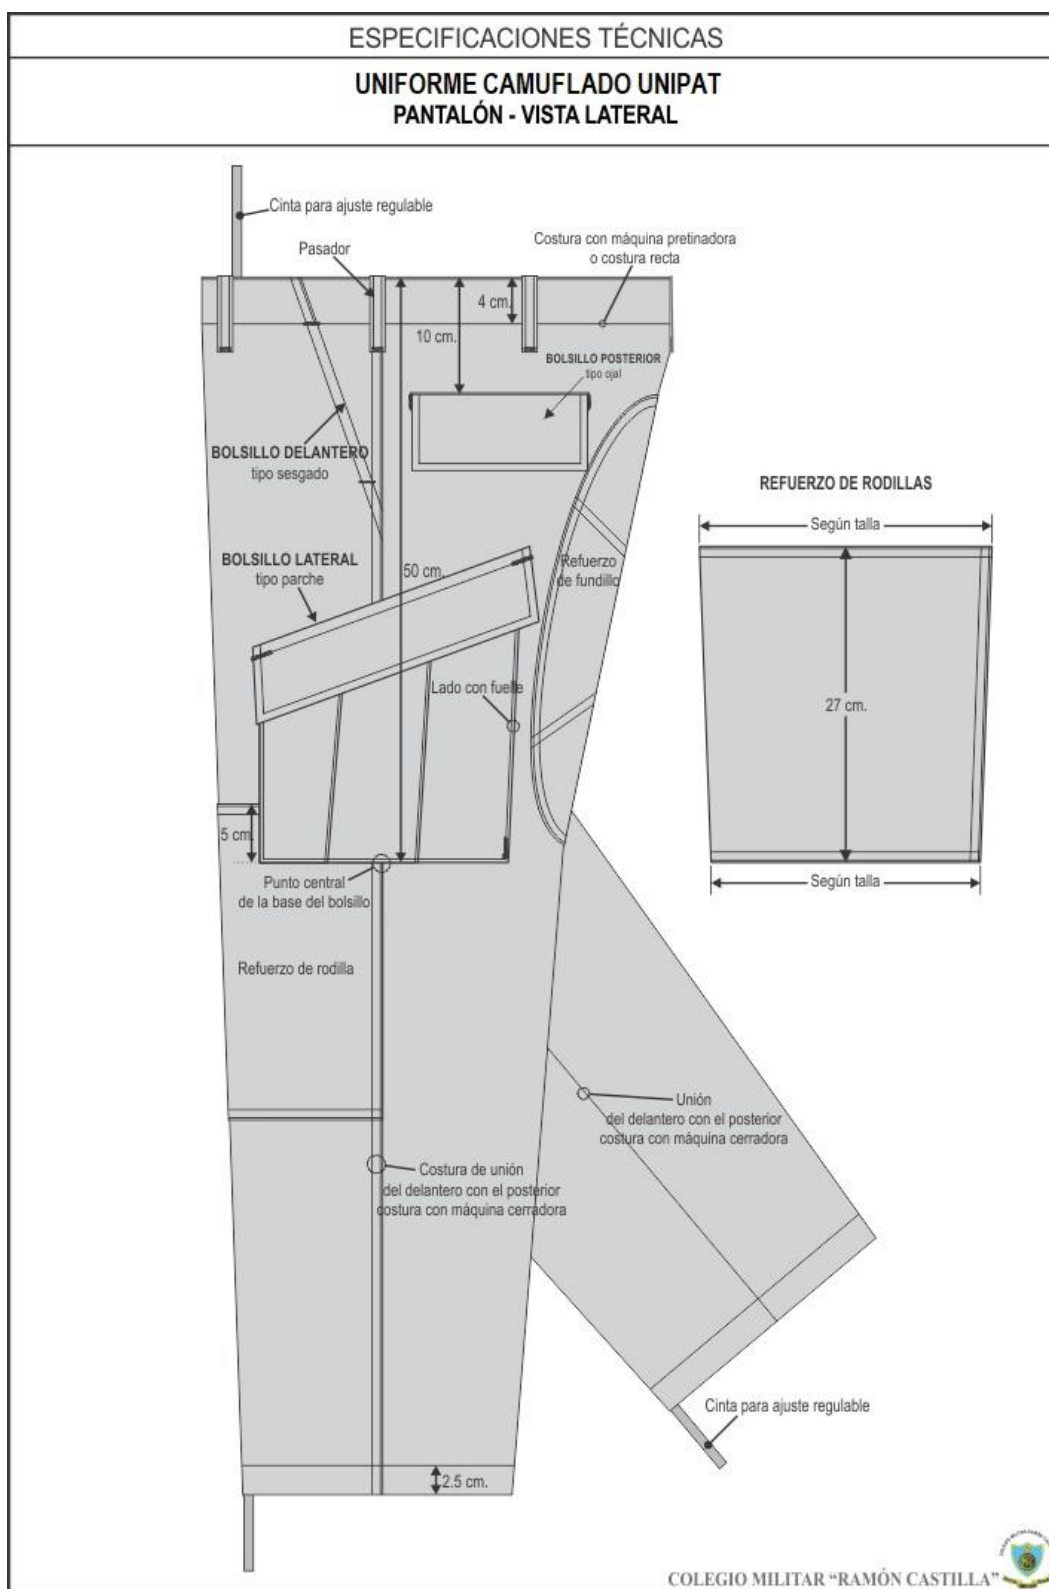 ESPECIFICACIONES TÉCNICAS
UNIFORME CAMUFLADO UNIPAT
PANTALÓN - VISTA LATERAL
Cinta para ajuste regulable
Pasador
Costura con máquina pretinadora
o costura recta
4 cm.
10 cm.
BOLSILLO POSTERIOR
tipo ojal
BOLSILLO DELANTERO
tipo sesgado
REFUERZO DE RODILLAS
Según talla
BOLSILLO LATERAL
tipo parche
50 cm.
Refuerzo
de fundillo
Lado con fuelle
27 cm.
5 cm.
Punto central
de la base del bolsillo
Según talla
Refuerzo de rodilla
Unión
del delantero con el posterior
costura con máquina cerradora
Costura de unión
del delantero con el posterior
costura con máquina cerradora
Cinta para ajuste regulable
2.5 cm.
COLEGIO MILITAR “RAMÓN CASTILLA”